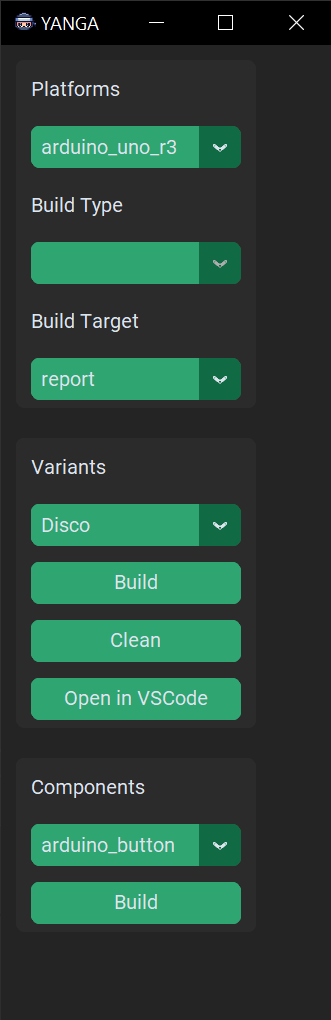 YANGA
Platforms
arduino_uno_r3
Build Type
Build Target
report
Variants
Disco
Build
Clean
Open in VSCode
Components
arduino_button
Build